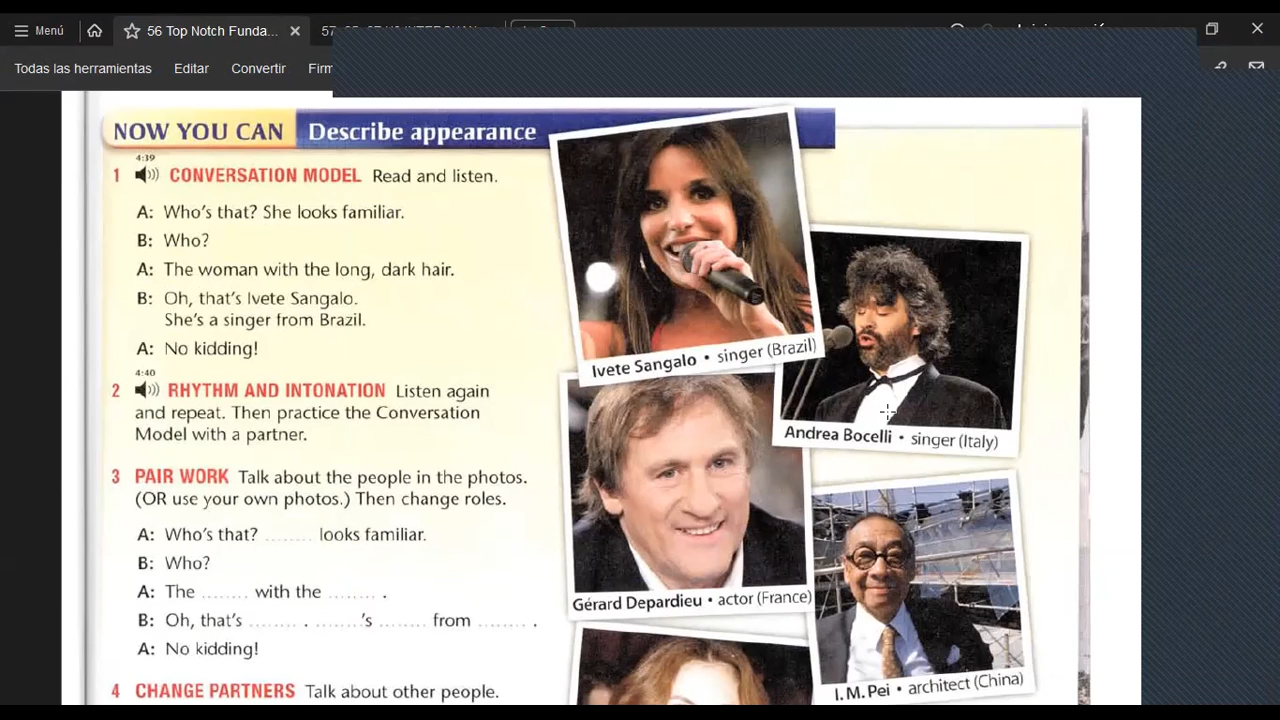 Menú
56 Top Notch Funda...
Todas las herramientas
Editar
Convertir
NOW YOU CAN Describe appearance
4:39
1 CONVERSATION MODEL Read and listen.
A: Who's that? She looks familiar.
B: Who?
A: The woman with the long, dark hair.
B: Oh, that's Ivete Sangalo.
She's a singer from Brazil.
A: No kidding!
4:40
2 RHYTHM AND INTONATION Listen again
and repeat. Then practice the Conversation
Model with a partner.
3 PAIR WORK Talk about the people in the photos.
(OR use your own photos.) Then change roles.
A: Who's that? ........ looks familiar.
B: Who?
A: The ........ with the ........ .
B: Oh, that's ........ . ........'s ........ from ........ .
A: No kidding!
4 CHANGE PARTNERS Talk about other people.
Ivete Sangalo • singer (Brazil)
Andrea Bocelli • singer (Italy)
Gérard Depardieu • actor (France)
I. M. Pei • architect (China)